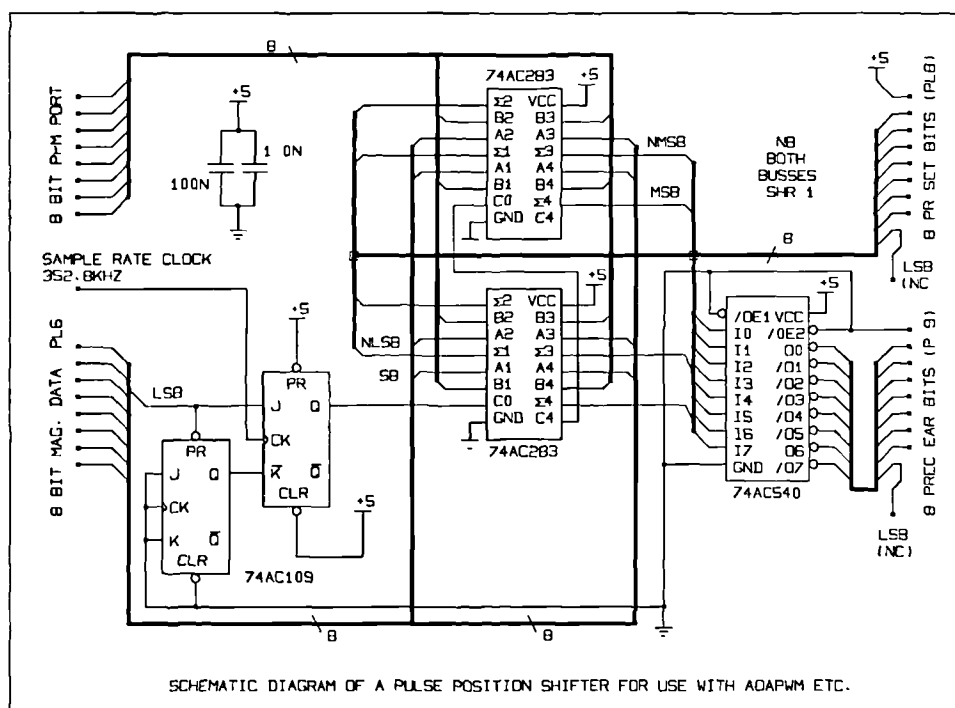 8
+5
1 0N
100N
8 BIT P-M PORT
SAMPLE RATE CLOCK
352.8KHZ
8 BIT MAG. DATA PL6
LSB
+5
PR
J Q
CK
K̅ Q̅
CLR
+5
PR
J Q
CK
K Q̅
CLR
74AC109
74AC283
Σ2 VCC
B2 B3
A2 A3
Σ1 Σ3
A1 A4
B1 B4
C0 Σ4
GND C4
+5
NMSB
MSB
NB
BOTH
BUSSES
SHR 1
8
+5
Σ2 VCC
B2 B3
A2 A3
Σ1 Σ3
A1 A4
B1 B4
C0 Σ4
GND C4
74AC283
NLSB
SB
+5
/OE1 VCC
I0 /OE2
I1 O0
I2 /O1
I3 /O2
I4 /O3
I5 /O4
I6 /O5
I7 O6
GND /O7
74AC540
+5
8 PR SCT BITS (PL8)
LSB
(NC
8 PREC EAR BITS (P 9)
LSB
(NC)
8
8
SCHEMATIC DIAGRAM OF A PULSE POSITION SHIFTER FOR USE WITH ADAPWM ETC.